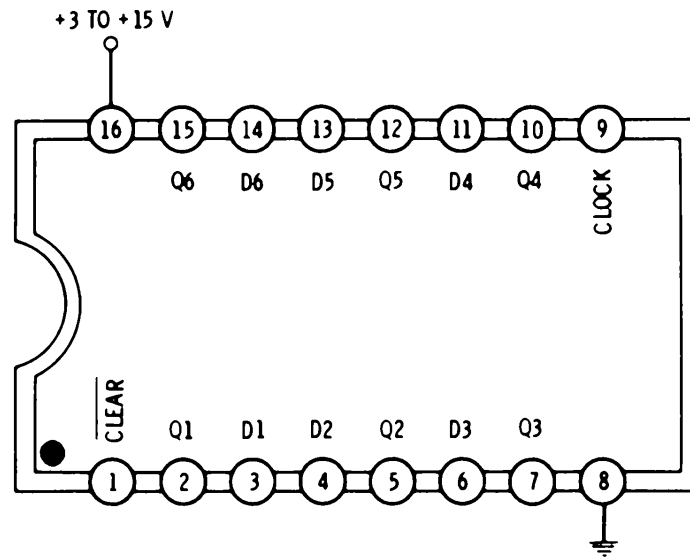 +3 TO +15 V
16 15 14 13 12 11 10 9
Q6 D6 D5 Q5 D4 Q4 CLOCK
CLEAR Q1 D1 D2 Q2 D3 Q3
1 2 3 4 5 6 7 8